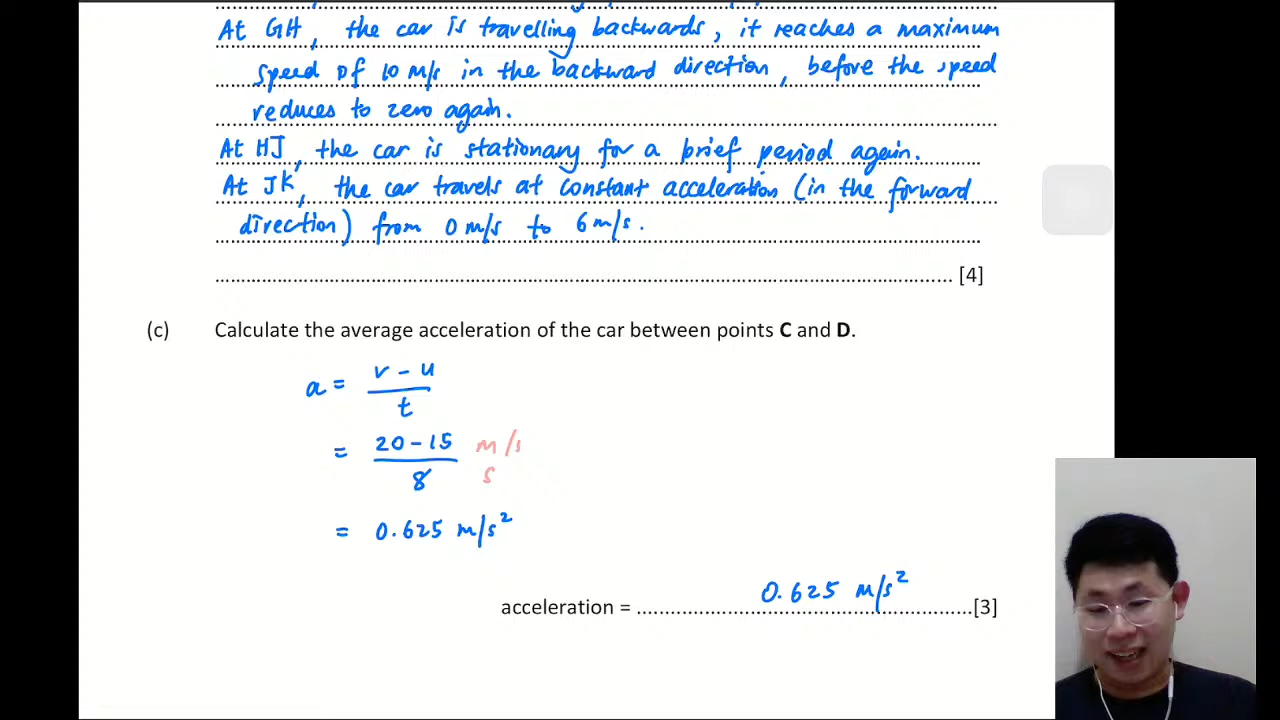 At GH, the car is travelling backwards, it reaches a maximum
speed of 10 m/s in the backward direction, before the speed
reduces to zero again.
At HJ, the car is stationary for a brief period again.
At JK, the car travels at constant acceleration (in the forward
direction) from 0 m/s to 6 m/s.
[4]
(c) Calculate the average acceleration of the car between points C and D.
a = v - u
t
= 20 - 15 m/s
8 s
= 0.625 m/s²
0.625 m/s²
acceleration = ........................................................[3]